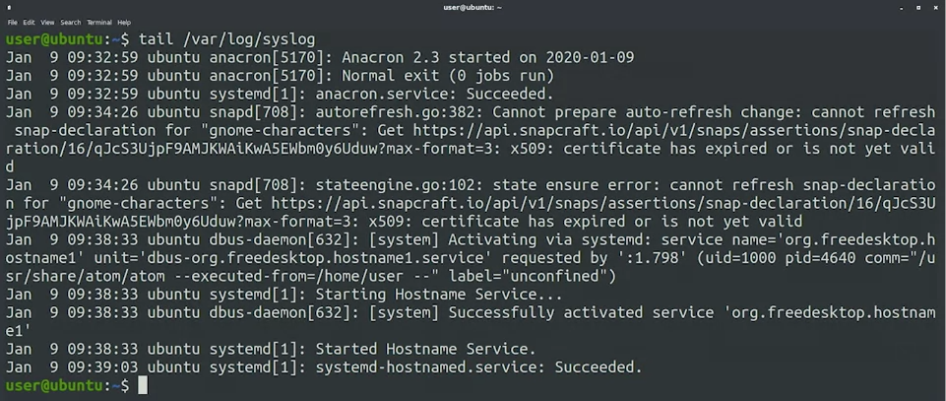 user@ubuntu: ~
File Edit View Search Terminal Help
user@ubuntu:~$ tail /var/log/syslog
Jan  9 09:32:59 ubuntu anacron[5170]: Anacron 2.3 started on 2020-01-09
Jan  9 09:32:59 ubuntu anacron[5170]: Normal exit (0 jobs run)
Jan  9 09:32:59 ubuntu systemd[1]: anacron.service: Succeeded.
Jan  9 09:34:26 ubuntu snapd[708]: autorefresh.go:382: Cannot prepare auto-refresh change: cannot refresh
 snap-declaration for "gnome-characters": Get https://api.snapcraft.io/api/v1/snaps/assertions/snap-decla
ration/16/qJcS3UjpF9AMJKWAiKwA5EWbm0y6Uduw?max-format=3: x509: certificate has expired or is not yet vali
d
Jan  9 09:34:26 ubuntu snapd[708]: stateengine.go:102: state ensure error: cannot refresh snap-declaratio
n for "gnome-characters": Get https://api.snapcraft.io/api/v1/snaps/assertions/snap-declaration/16/qJcS3U
jpF9AMJKWAiKwA5EWbm0y6Uduw?max-format=3: x509: certificate has expired or is not yet valid
Jan  9 09:38:33 ubuntu dbus-daemon[632]: [system] Activating via systemd: service name='org.freedesktop.h
ostname1' unit='dbus-org.freedesktop.hostname1.service' requested by ':1.798' (uid=1000 pid=4640 comm="/u
sr/share/atom/atom --executed-from=/home/user --" label="unconfined")
Jan  9 09:38:33 ubuntu systemd[1]: Starting Hostname Service...
Jan  9 09:38:33 ubuntu dbus-daemon[632]: [system] Successfully activated service 'org.freedesktop.hostnam
e1'
Jan  9 09:38:33 ubuntu systemd[1]: Started Hostname Service.
Jan  9 09:39:03 ubuntu systemd[1]: systemd-hostnamed.service: Succeeded.
user@ubuntu:~$